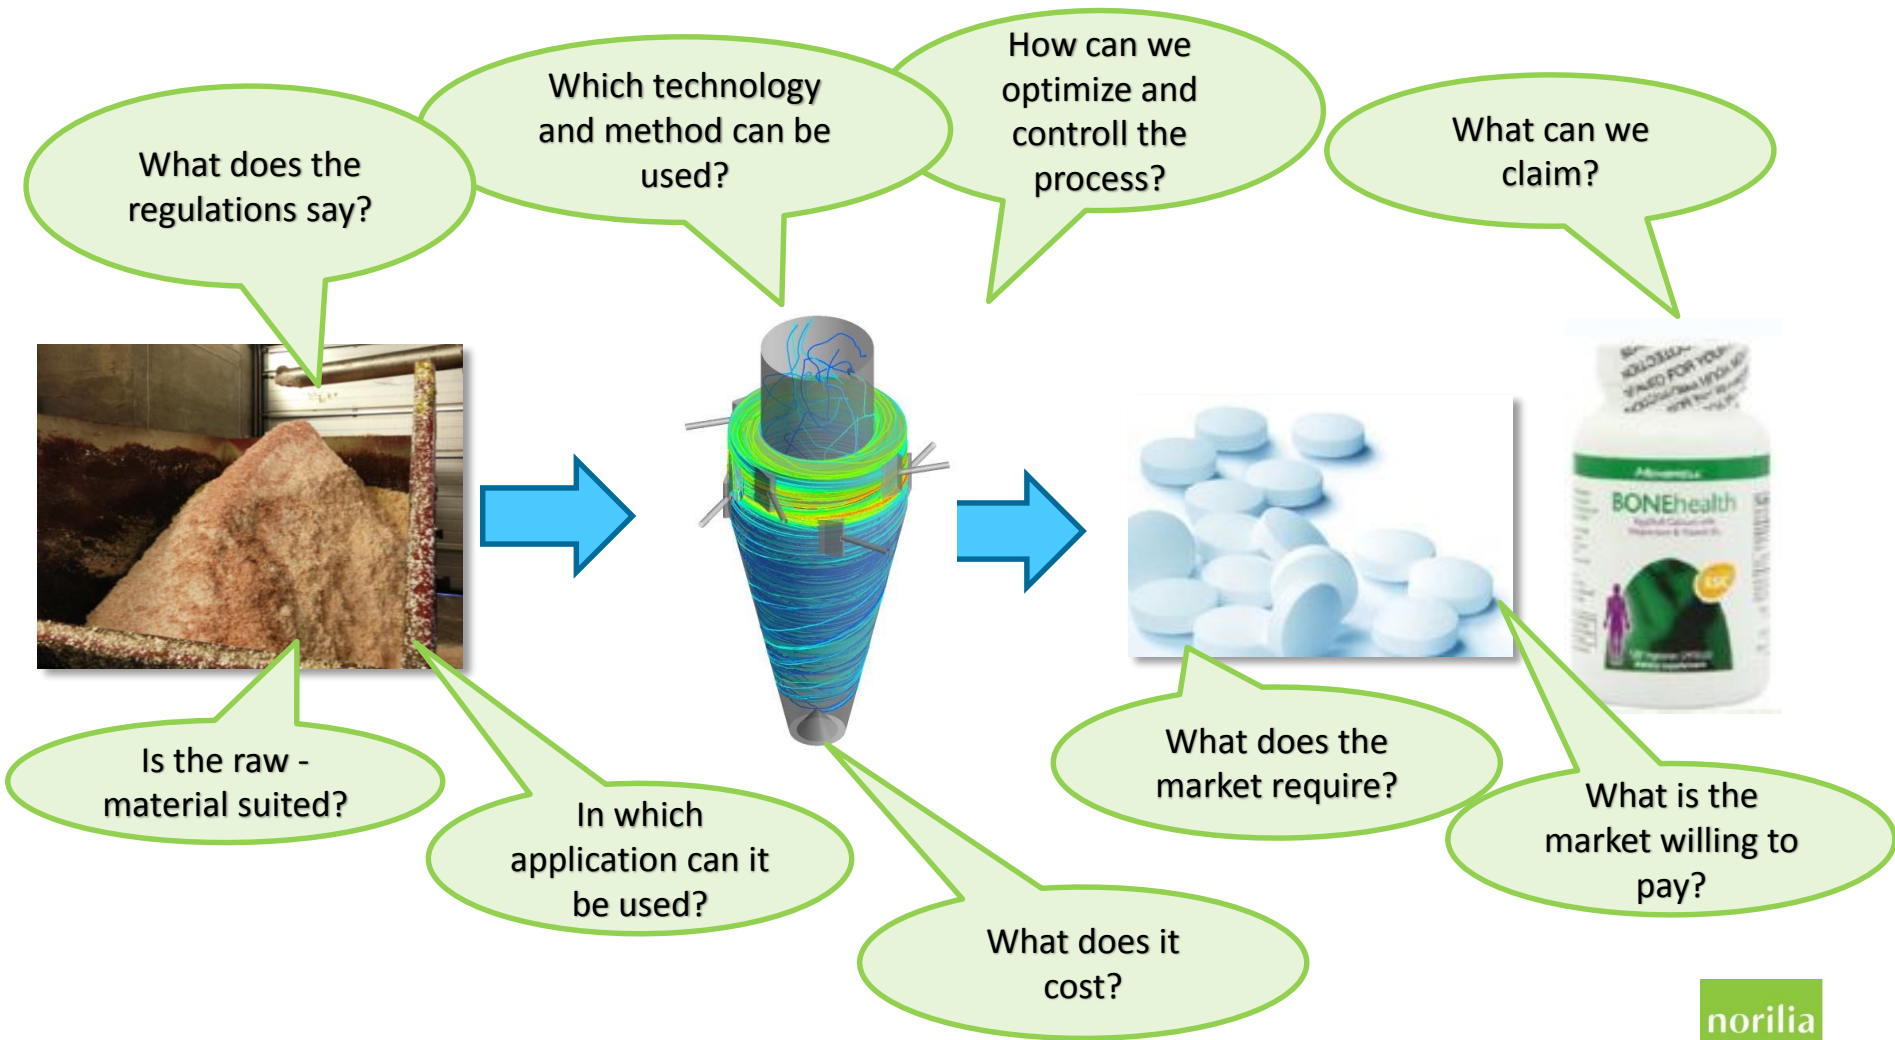 What does the
regulations say?
Which technology
and method can be
used?
How can we
optimize and
controll the
process?
What can we
claim?
BONEhealth
Is the raw -
material suited?
In which
application can it
be used?
What does it
cost?
What does the
market require?
What is the
market willing to
pay?
norilia